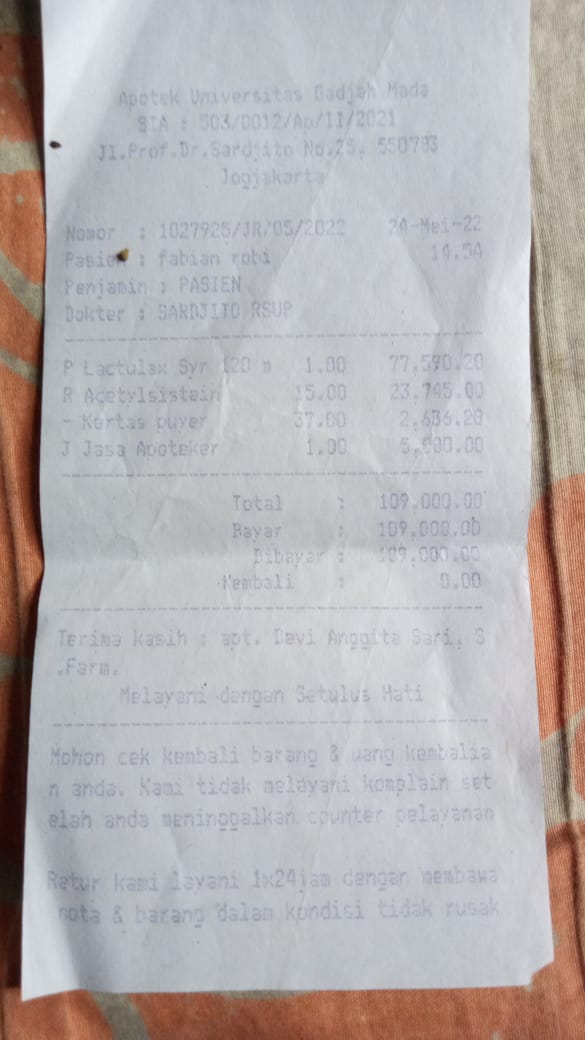 Apotek Universitas Gadjah Mada
SIA : 503/0012/Ap/II/2021
Jl.Prof.Dr.Sardjito No.25, 550783
Jogjakarta
Nomor : 1027925/JR/05/2022 24-Mei-22
Pasien : fabian robi 14.54
Penjamin : PASIEN
Dokter : SARDJITO RSUP
P Lactulax Syr 120 m 1.00 77,590.20
R Acetylsistein 15.00 23,745.00
- Kertas puyer 37.00 2,636.20
J Jasa Apoteker 1.00 5,000.00
Total : 109,000.00
Bayar : 109,000.00
Dibayar : 109,000.00
Kembali : 0.00
Terima kasih : apt. Devi Anggita Sari, S
.Farm.
Melayani dengan Setulus Hati
Mohon cek kembali barang & uang kembalia
n anda. Kami tidak melayani komplain set
elah anda meninggalkan counter pelayanan
Retur kami layani 1x24jam dengan membawa
nota & barang dalam kondisi tidak rusak